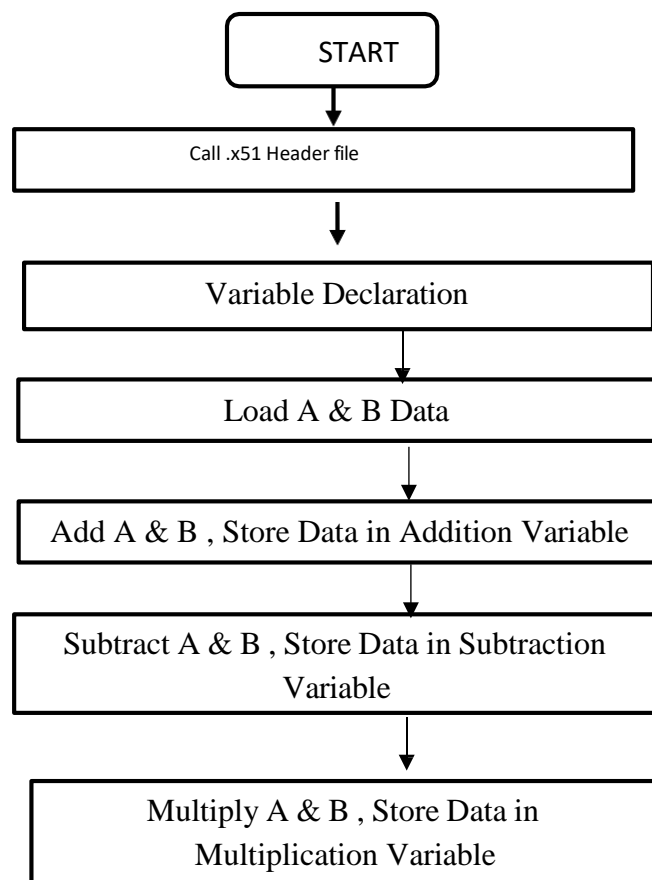 START
Call .x51 Header file
Variable Declaration
Load A & B Data
Add A & B , Store Data in Addition Variable
Subtract A & B , Store Data in Subtraction
Variable
Multiply A & B , Store Data in
Multiplication Variable